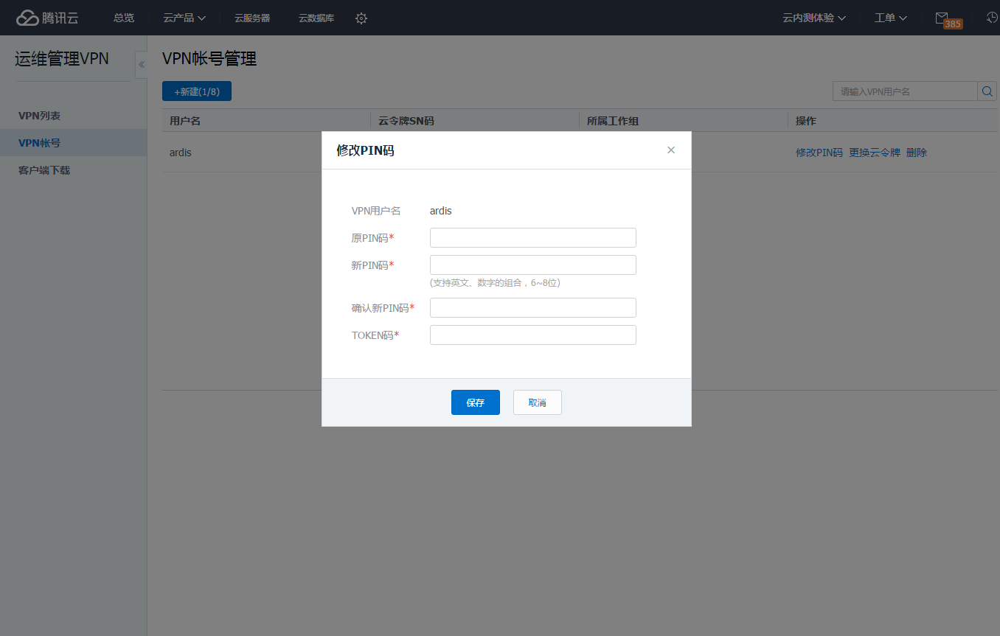 腾讯云 总览 云产品 云服务器 云数据库 云内测体验 工单 385
运维管理VPN
«
VPN列表
VPN帐号
客户端下载
VPN帐号管理
+新建(1/8)
请输入VPN用户名
用户名 云令牌SN码 所属工作组 操作
ardis 修改PIN码 更换云令牌 删除
修改PIN码 ×
VPN用户名 ardis
原PIN码*
新PIN码*
(支持英文、数字的组合，6~8位)
确认新PIN码*
TOKEN码*
保存 取消